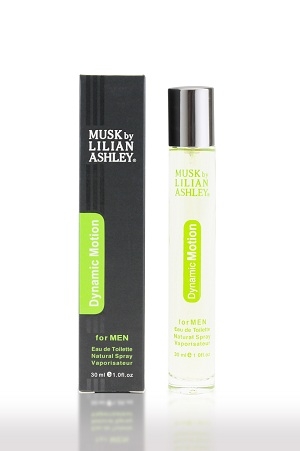 MUSK by
LILIAN
ASHLEY®
Dynamic Motion
for MEN
Eau de Toilette
Natural Spray
Vaporisateur
30 ml ℮ 1.0fl.oz
MUSK by
LILIAN
ASHLEY®
Dynamic Motion
for MEN
Eau de Toilette
Natural Spray
Vaporisateur
30 ml ℮ 1.0fl.oz